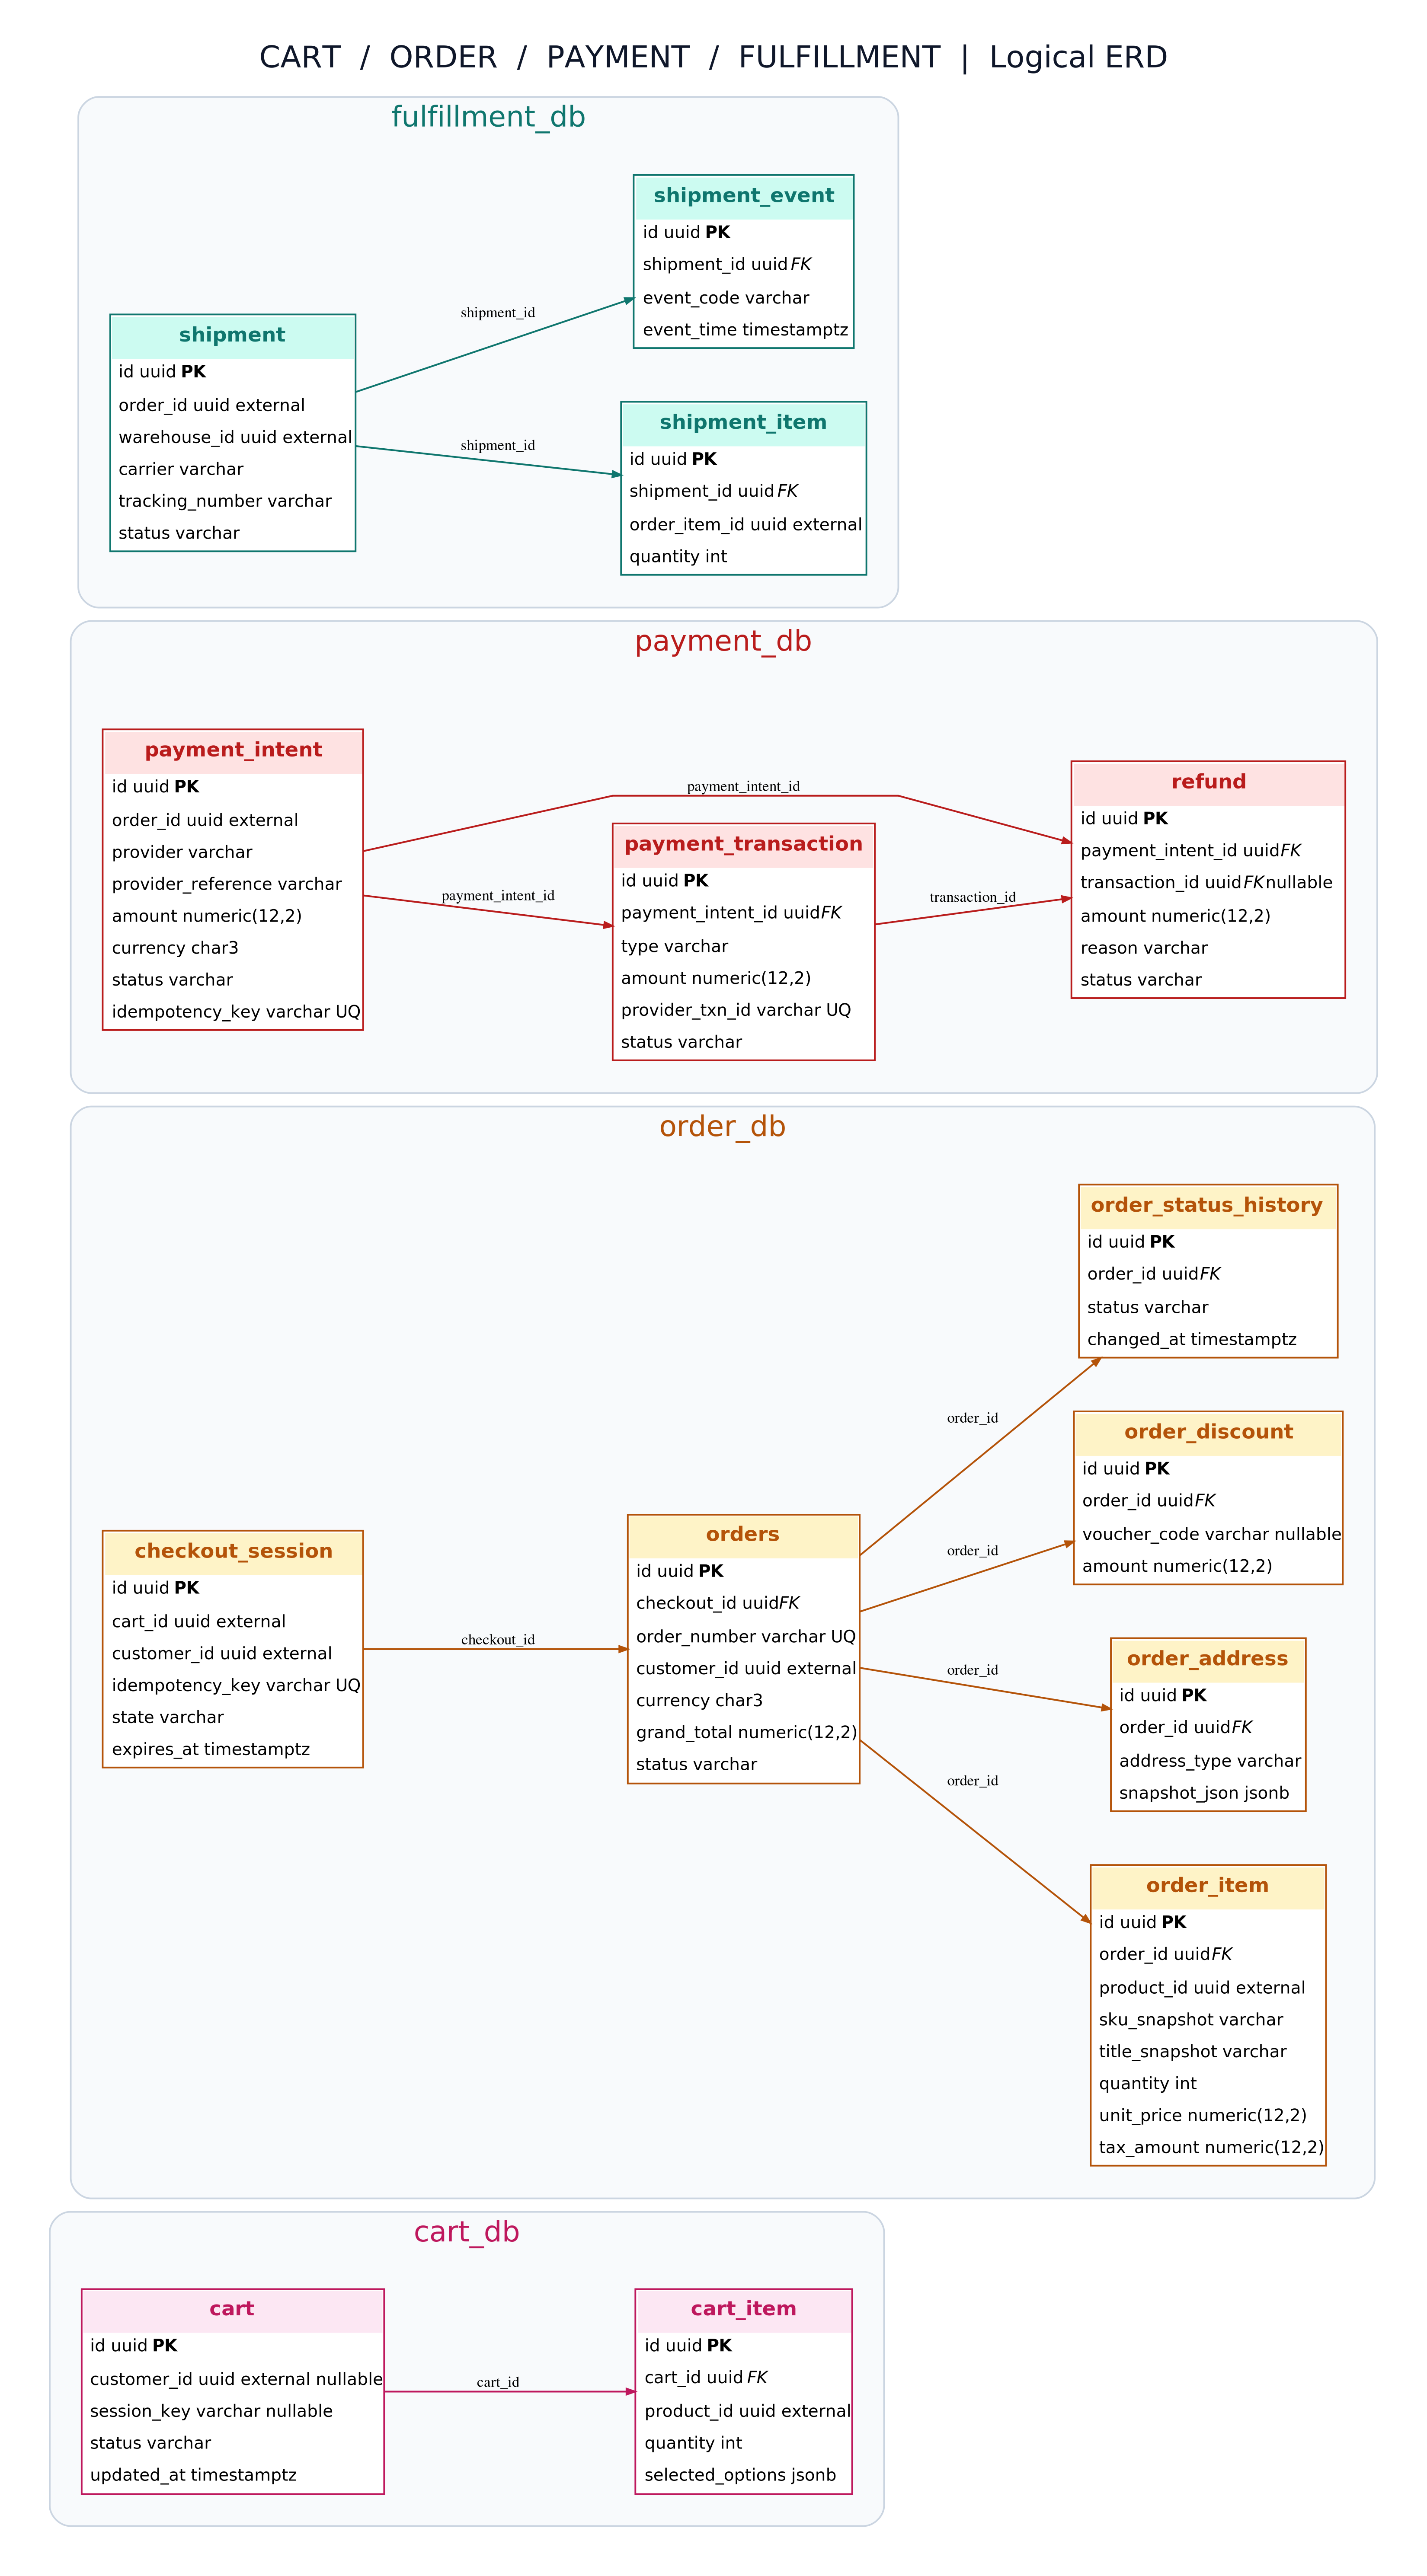 CART / ORDER / PAYMENT / FULFILLMENT | Logical ERD
fulfillment_db
shipment_event
id uuid PK
shipment_id uuid FK
event_code varchar
event_time timestamptz
shipment
id uuid PK
order_id uuid external
warehouse_id uuid external
carrier varchar
tracking_number varchar
status varchar
shipment_id
shipment_id
shipment_item
id uuid PK
shipment_id uuid FK
order_item_id uuid external
quantity int
payment_db
payment_intent
id uuid PK
order_id uuid external
provider varchar
provider_reference varchar
amount numeric(12,2)
currency char3
status varchar
idempotency_key varchar UQ
payment_intent_id
payment_intent_id
payment_transaction
id uuid PK
payment_intent_id uuid FK
type varchar
amount numeric(12,2)
provider_txn_id varchar UQ
status varchar
transaction_id
refund
id uuid PK
payment_intent_id uuid FK
transaction_id uuid FK nullable
amount numeric(12,2)
reason varchar
status varchar
order_db
order_status_history
id uuid PK
order_id uuid FK
status varchar
changed_at timestamptz
order_id
order_discount
id uuid PK
order_id uuid FK
voucher_code varchar nullable
amount numeric(12,2)
checkout_session
id uuid PK
cart_id uuid external
customer_id uuid external
idempotency_key varchar UQ
state varchar
expires_at timestamptz
checkout_id
orders
id uuid PK
checkout_id uuid FK
order_number varchar UQ
customer_id uuid external
currency char3
grand_total numeric(12,2)
status varchar
order_id
order_id
order_id
order_address
id uuid PK
order_id uuid FK
address_type varchar
snapshot_json jsonb
order_item
id uuid PK
order_id uuid FK
product_id uuid external
sku_snapshot varchar
title_snapshot varchar
quantity int
unit_price numeric(12,2)
tax_amount numeric(12,2)
cart_db
cart
id uuid PK
customer_id uuid external nullable
session_key varchar nullable
status varchar
updated_at timestamptz
cart_id
cart_item
id uuid PK
cart_id uuid FK
product_id uuid external
quantity int
selected_options jsonb